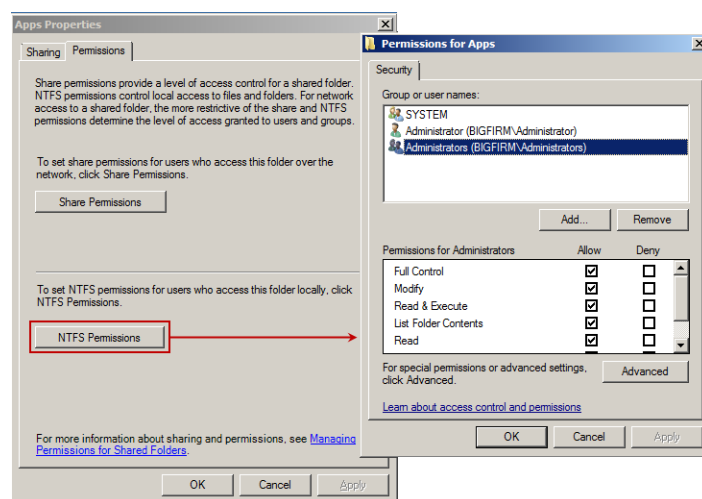 Apps Properties
Sharing
Permissions
Share permissions provide a level of access control for a shared folder.
NTFS permissions control local access to files and folders. For network
access to a shared folder, the more restrictive of the share and NTFS
permissions determine the level of access granted to users and groups.
To set share permissions for users who access this folder over the
network, click Share Permissions.
Share Permissions
To set NTFS permissions for users who access this folder locally, click
NTFS Permissions.
NTFS Permissions
For more information about sharing and permissions, see Managing
Permissions for Shared Folders.
OK
Cancel
Apply
Permissions for Apps
Security
Group or user names:
SYSTEM
Administrator (BIGFIRM\Administrator)
Administrators (BIGFIRM\Administrators)
Add...
Remove
Permissions for Administrators
Allow
Deny
Full Control
Modify
Read & Execute
List Folder Contents
Read
For special permissions or advanced settings,
click Advanced.
Advanced
Learn about access control and permissions
OK
Cancel
Apply